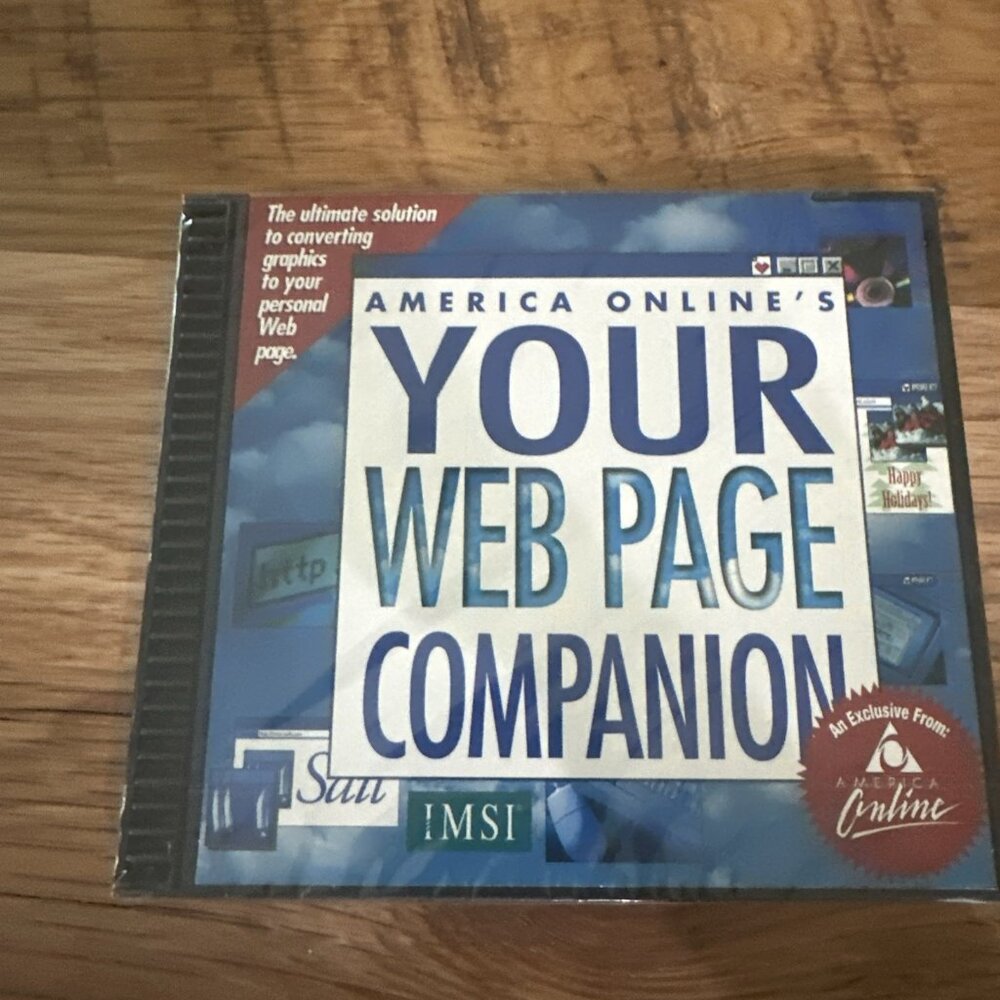 The ultimate solution
to converting
graphics
to your
personal
Web
page.
AMERICA ONLINE'S
YOUR
WEB PAGE
COMPANION
Happy
Holidays!
http
Sail
IMSI
An Exclusive From:
AMERICA
Online